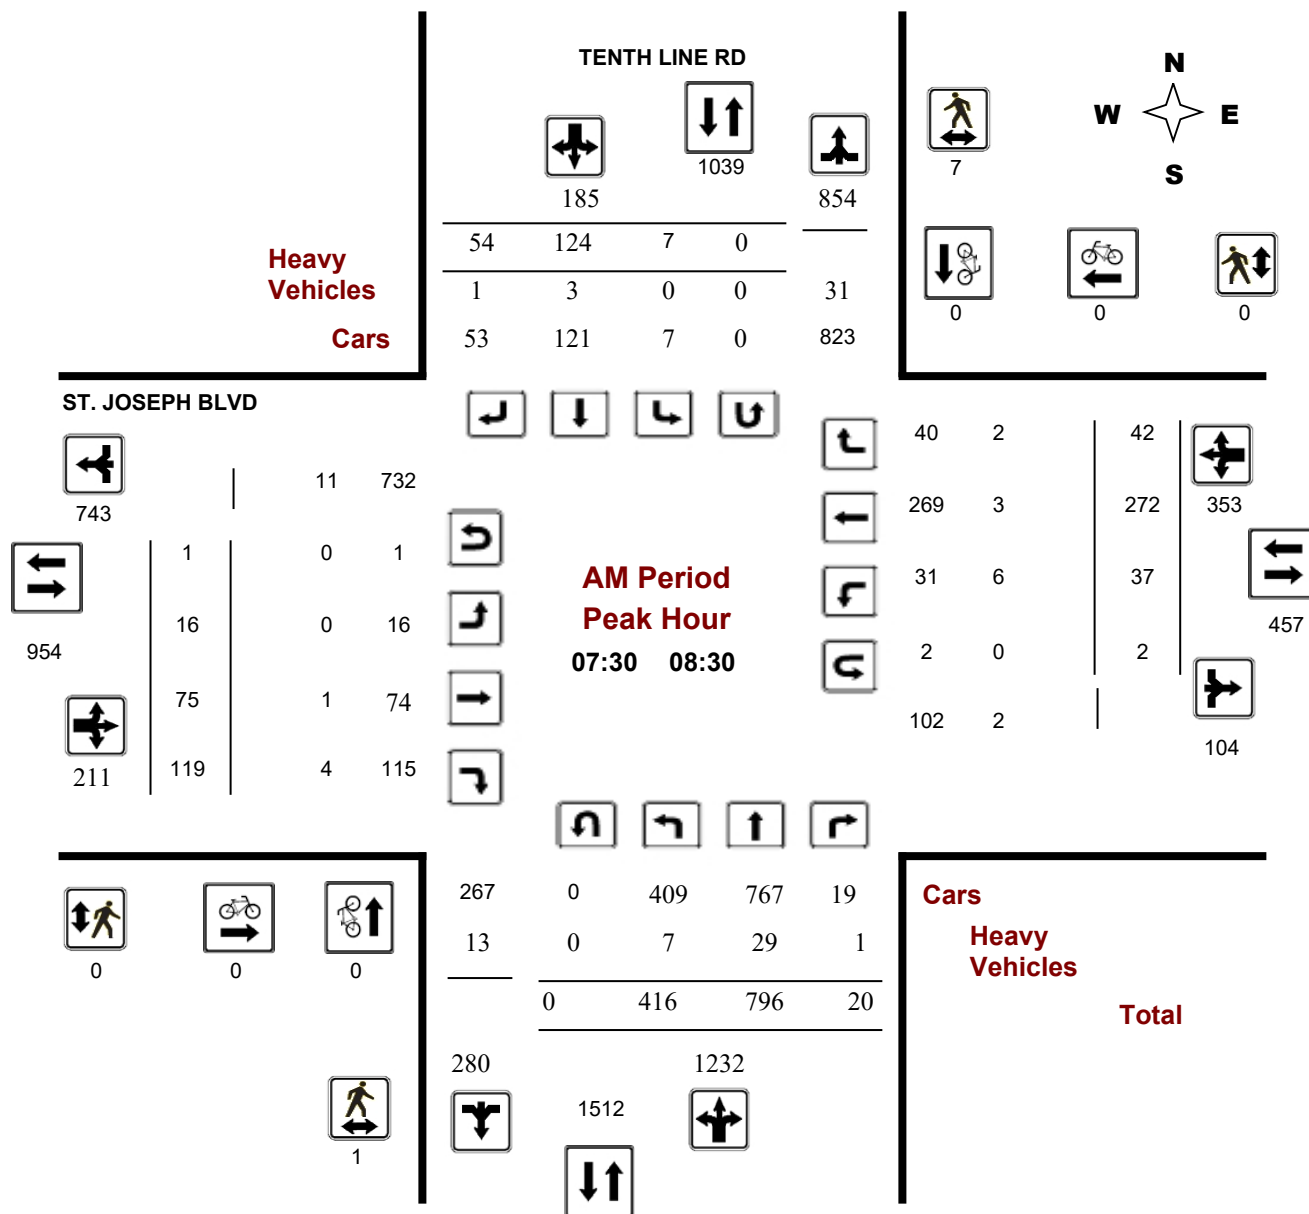 TENTH LINE RD
N
W E
S
1039
7
185 854
54 124 7 0
Heavy
Vehicles
1 3 0 0 31
0 0 0
Cars
53 121 7 0 823
ST. JOSEPH BLVD
40 2 42
11 732
743
269 3 272 353
1 0 1
AM Period
31 6 37
Peak Hour
16 0 16
457
954
07:30 08:30
2 0 2
75 1 74
102 2
104
211
119 4 115
267 0 409 767 19
Cars
13 0 7 29 1
Heavy
Vehicles
0 0 0
0 416 796 20
Total
280 1232
1512
1